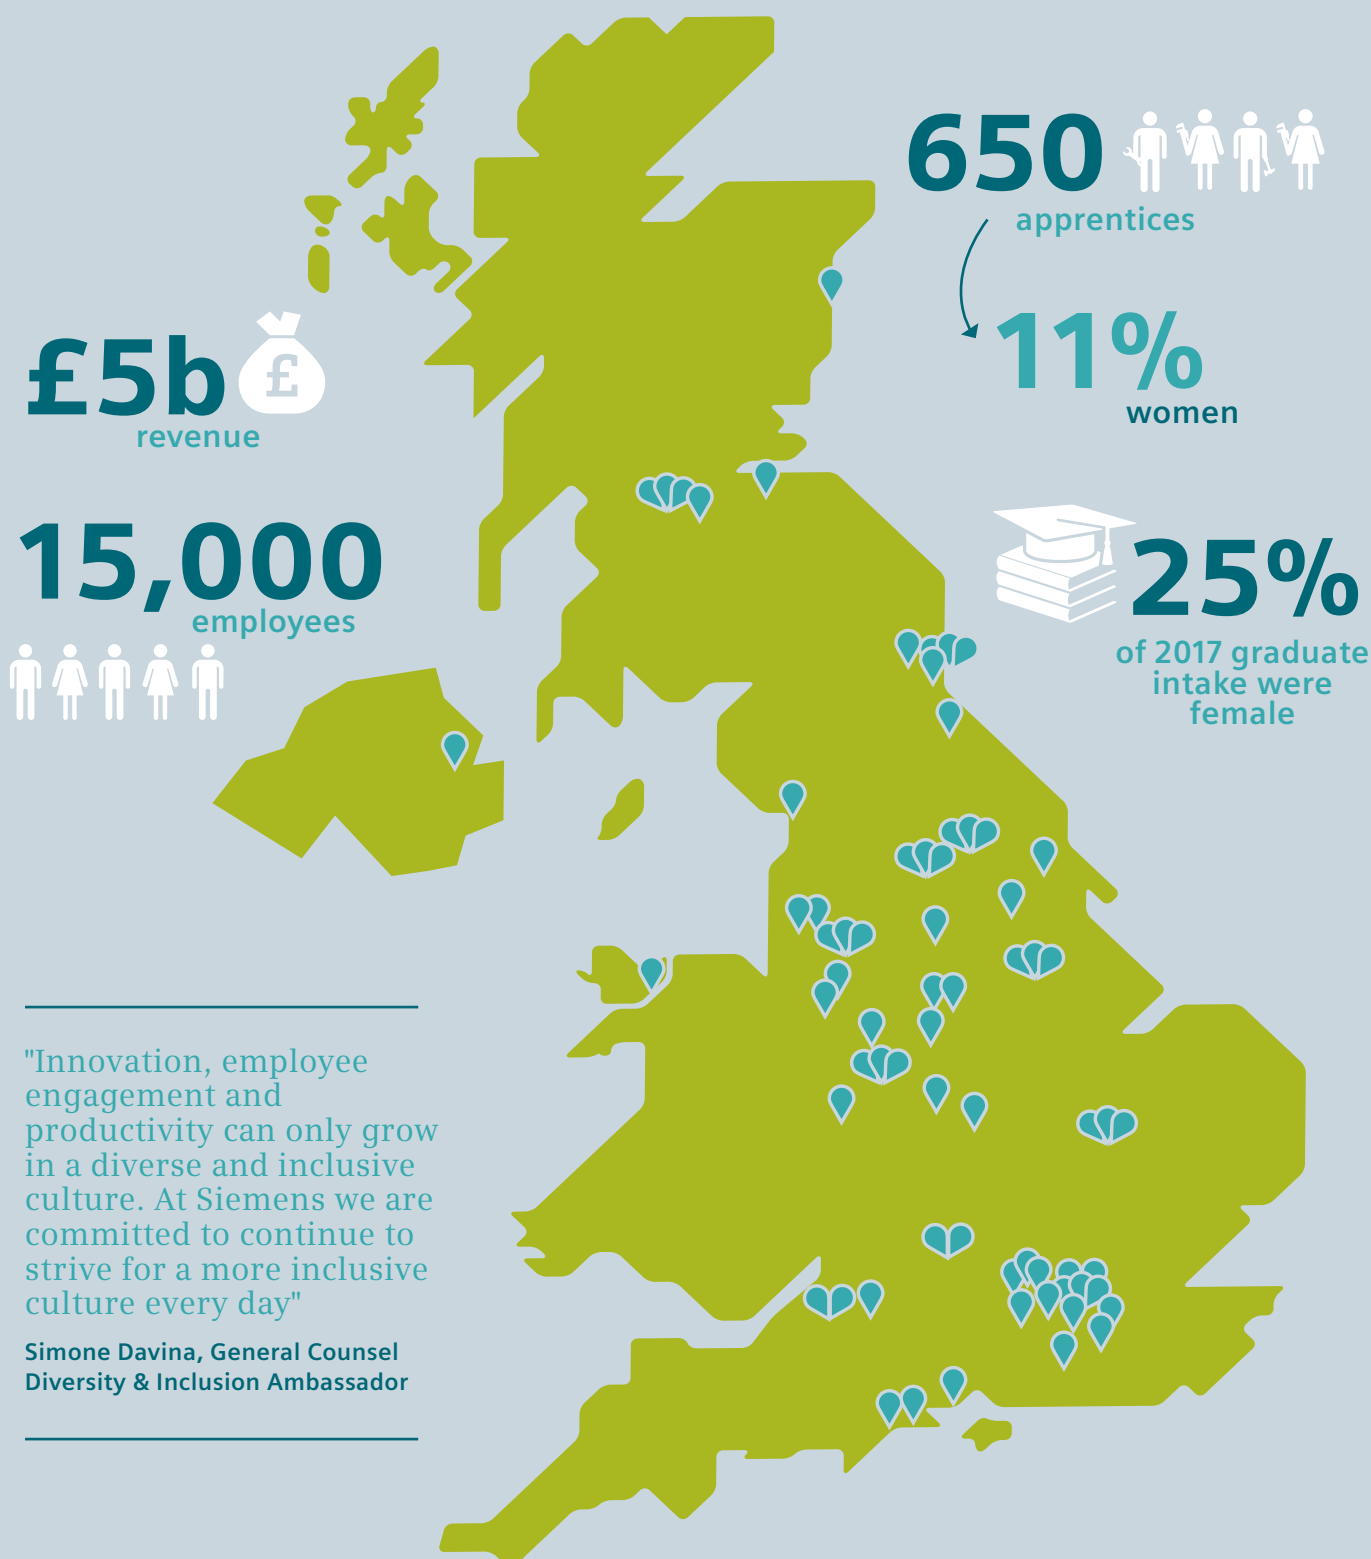 650
apprentices
11%
women
£5b
£
revenue
15,000
employees
25%
of 2017 graduate
intake were
female
"Innovation, employee
engagement and
productivity can only grow
in a diverse and inclusive
culture. At Siemens we are
committed to continue to
strive for a more inclusive
culture every day"
Simone Davina, General Counsel
Diversity & Inclusion Ambassador